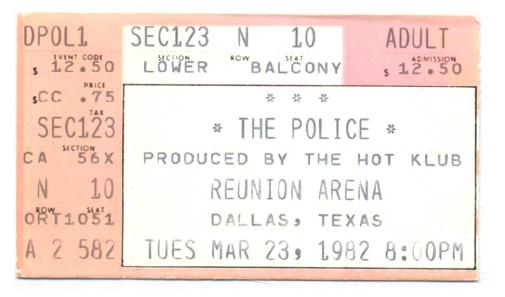 DPOL1 SEC123 N 10 ADULT
EVENT CODE SECTION ROW SEAT ADMISSION
$ 12.50 LOWER BALCONY $ 12.50
PRICE
$CC .75
TAX
SEC123
SECTION
CA 56X
N 10
ROW SEAT
ORT1051
A 2 582
* * *
* THE POLICE *
PRODUCED BY THE HOT KLUB
REUNION ARENA
DALLAS, TEXAS
TUES MAR 23, 1982 8:00PM